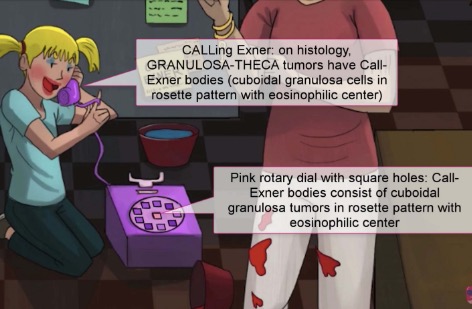 CALLing Exner: on histology,
GRANULOSA-THECA tumors have Call-
Exner bodies (cuboidal granulosa cells in
rosette pattern with eosinophilic center)
Pink rotary dial with square holes: Call-
Exner bodies consist of cuboidal
granulosa tumors in rosette pattern with
eosinophilic center